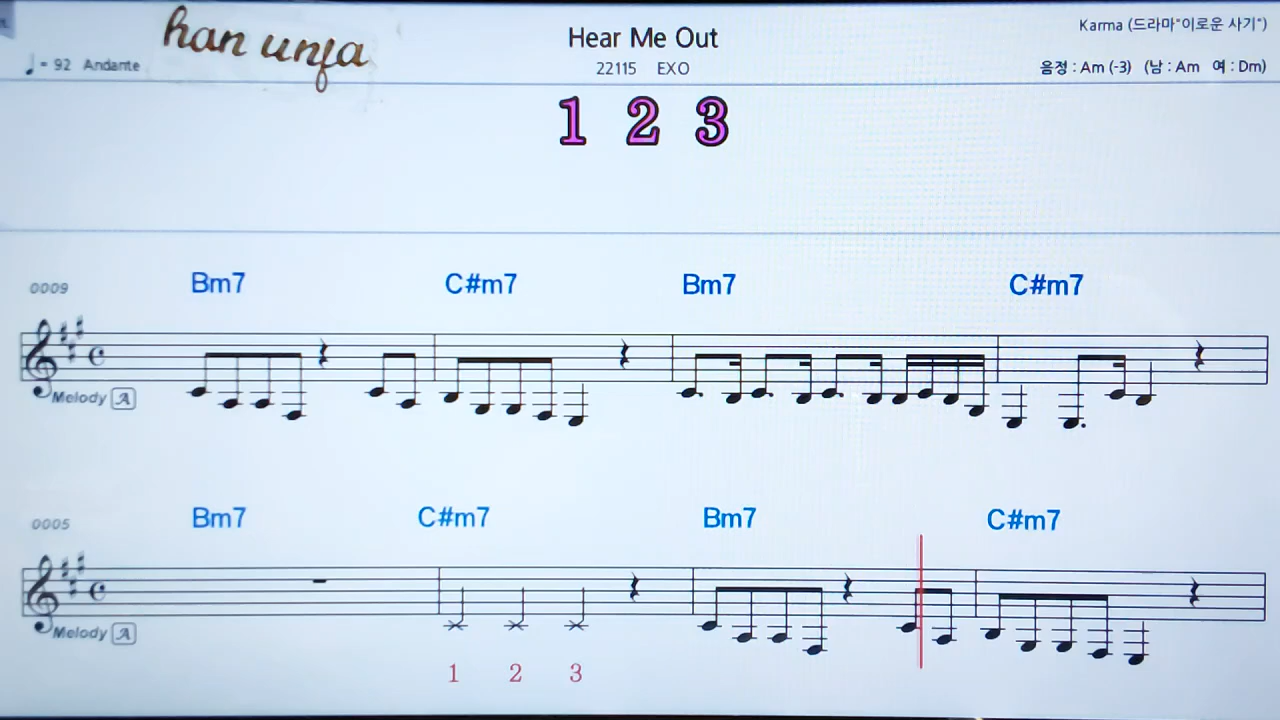 han unja
Hear Me Out
Karma (드라마"이로운 사기")
♩ = 92 Andante
22115 EXO
음정 : Am (-3) (남 : Am 여 : Dm)
1 2 3
0009
Bm7 C#m7 Bm7 C#m7
Melody A
0005
Bm7 C#m7 Bm7 C#m7
Melody A
1 2 3